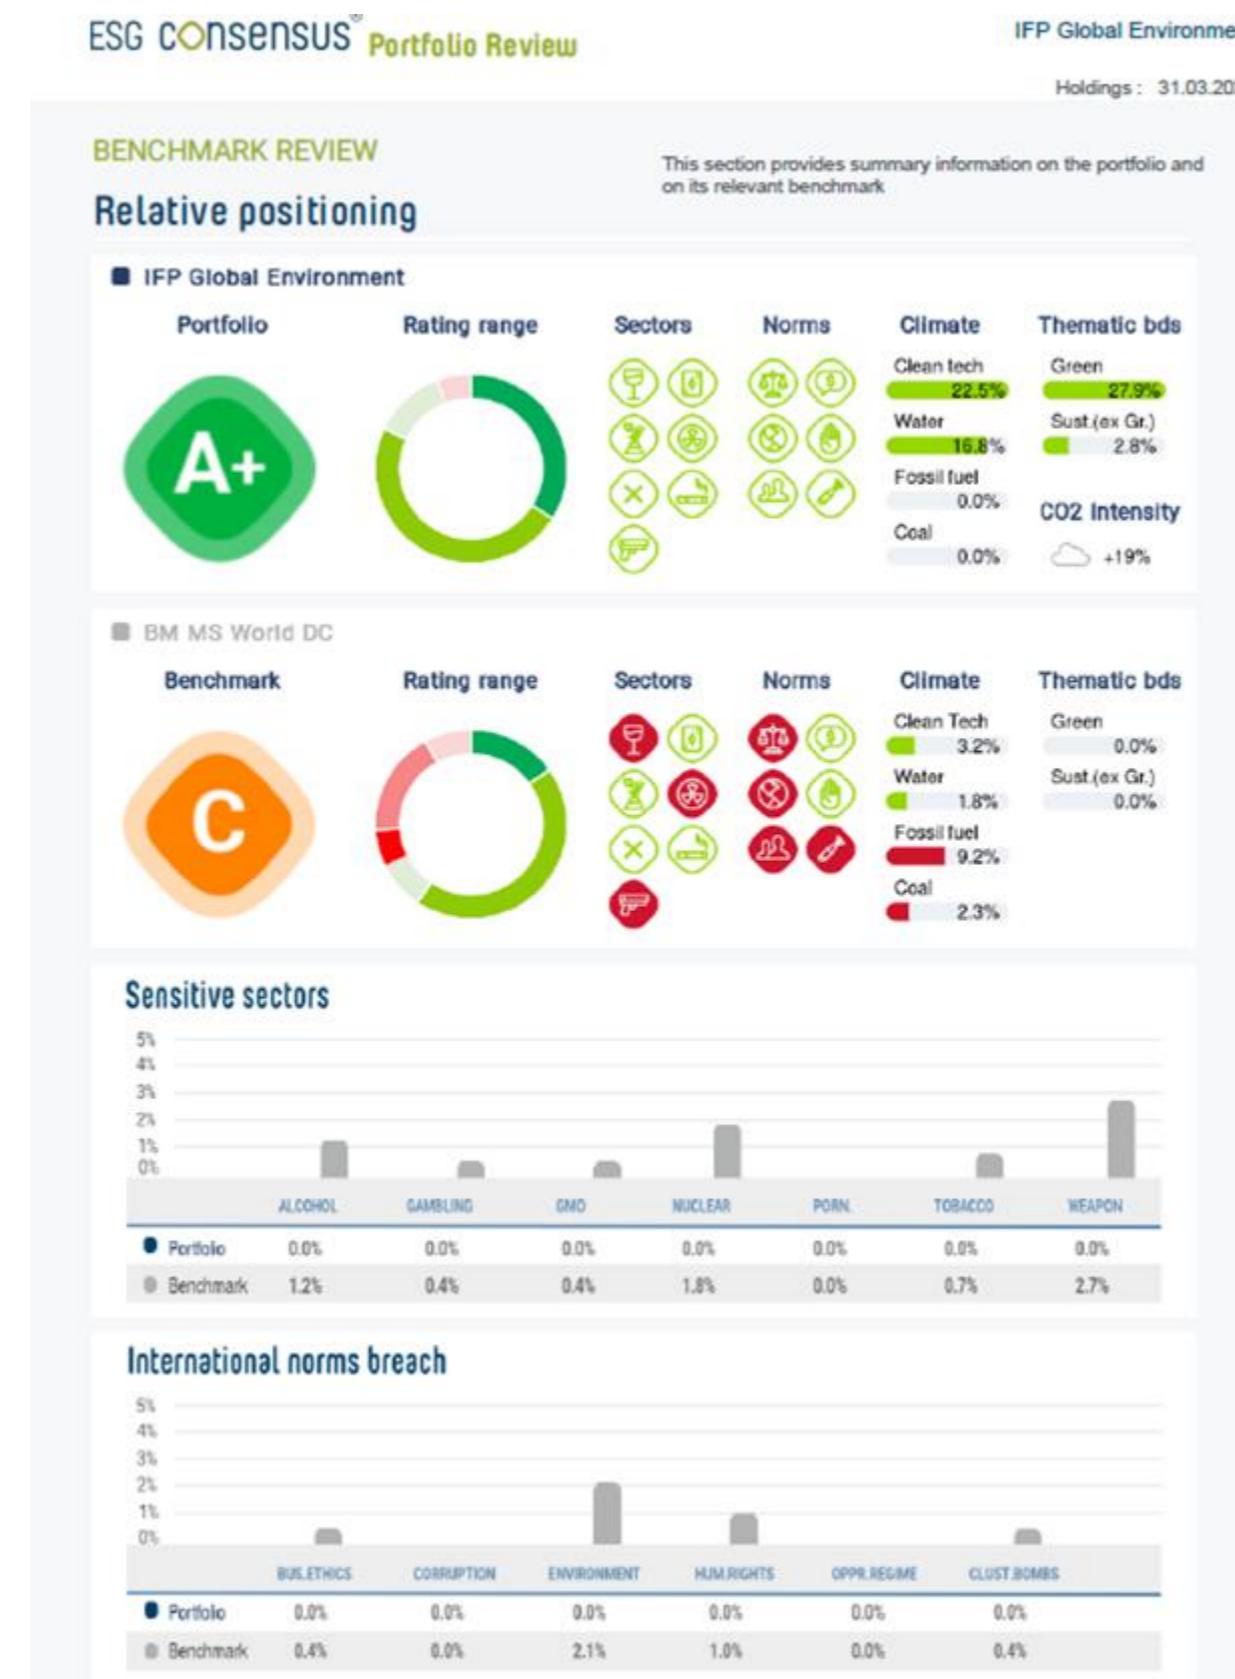 ESG consensus® Portfolio Review
IFP Global Environme
Holdings : 31.03.20
BENCHMARK REVIEW
This section provides summary information on the portfolio and
on its relevant benchmark
Relative positioning
IFP Global Environment
Portfolio Rating range Sectors Norms Climate Thematic bds
A+
Clean tech Green
22.5% 27.9%
Water Sust.(ex Gr.)
16.8% 2.8%
Fossil fuel
0.0%
CO2 Intensity
Coal
0.0% +19%
BM MS World DC
Benchmark Rating range Sectors Norms Climate Thematic bds
C
Clean Tech Green
3.2% 0.0%
Water Sust.(ex Gr.)
1.8% 0.0%
Fossil fuel
9.2%
Coal
2.3%
Sensitive sectors
5%
4%
3%
2%
1%
0%
ALCOHOL GAMBLING GMO NUCLEAR PORN. TOBACCO WEAPON
Portfolio 0.0% 0.0% 0.0% 0.0% 0.0% 0.0% 0.0%
Benchmark 1.2% 0.4% 0.4% 1.8% 0.0% 0.7% 2.7%
International norms breach
5%
4%
3%
2%
1%
0%
BUS.ETHICS CORRUPTION ENVIRONMENT HUM.RIGHTS OPPR.REGIME CLUST.BOMBS
Portfolio 0.0% 0.0% 0.0% 0.0% 0.0% 0.0%
Benchmark 0.4% 0.0% 2.1% 1.0% 0.0% 0.4%